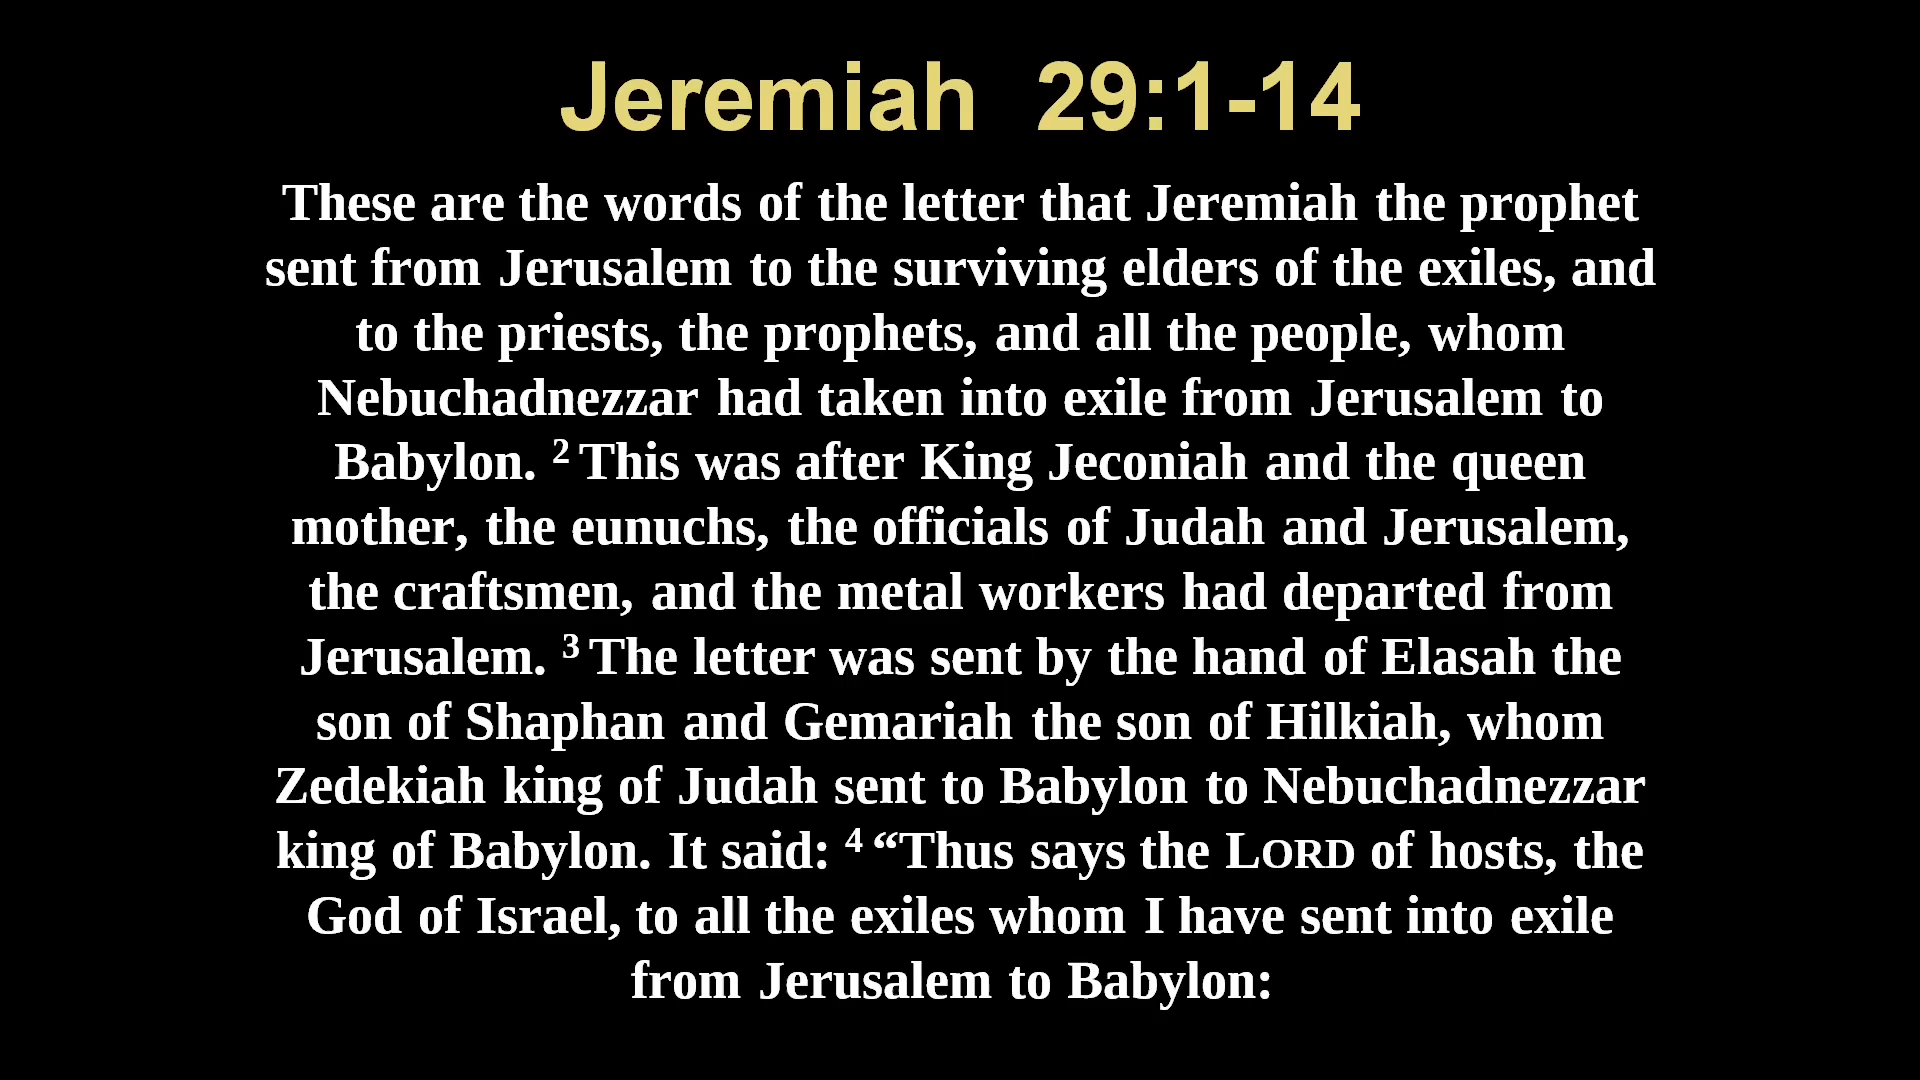 Jeremiah 29:1-14
These are the words of the letter that Jeremiah the prophet
sent from Jerusalem to the surviving elders of the exiles, and
to the priests, the prophets, and all the people, whom
Nebuchadnezzar had taken into exile from Jerusalem to
Babylon. 2 This was after King Jeconiah and the queen
mother, the eunuchs, the officials of Judah and Jerusalem,
the craftsmen, and the metal workers had departed from
Jerusalem. 3 The letter was sent by the hand of Elasah the
son of Shaphan and Gemariah the son of Hilkiah, whom
Zedekiah king of Judah sent to Babylon to Nebuchadnezzar
king of Babylon. It said: 4 “Thus says the LORD of hosts, the
God of Israel, to all the exiles whom I have sent into exile
from Jerusalem to Babylon: